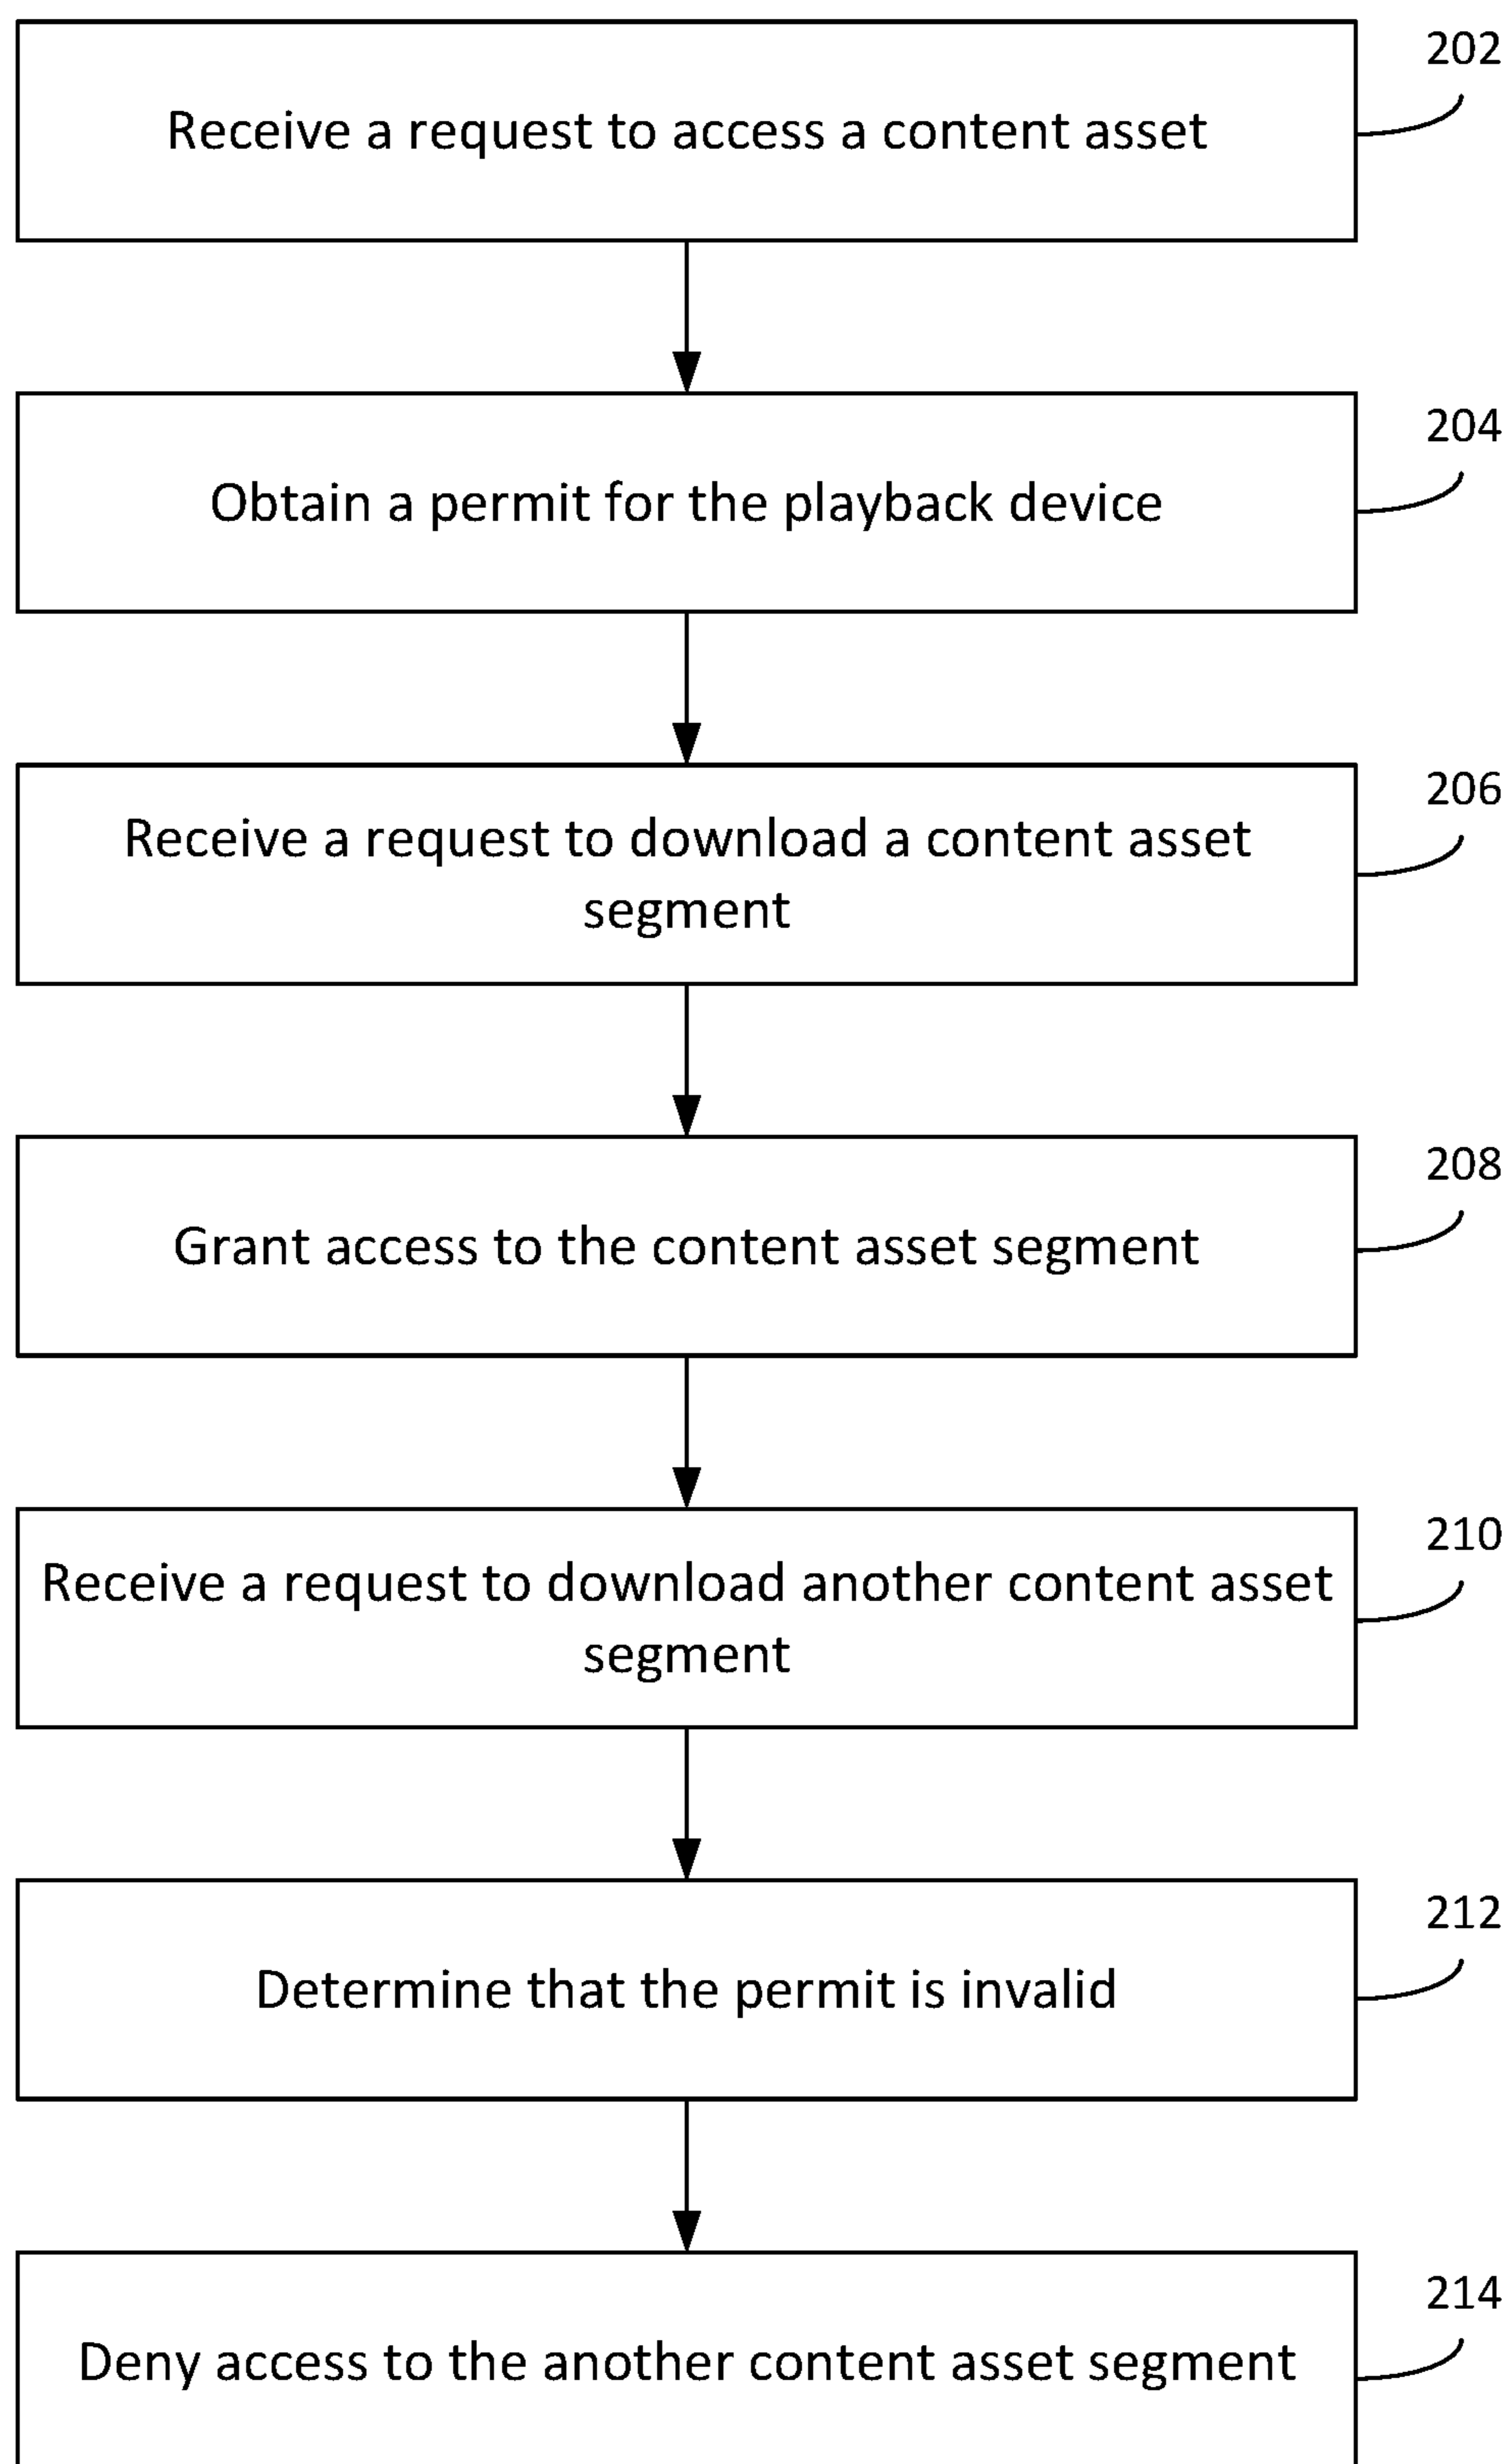 202
Receive a request to access a content asset
204
Obtain a permit for the playback device
206
Receive a request to download a content asset
segment
208
Grant access to the content asset segment
210
Receive a request to download another content asset
segment
212
Determine that the permit is invalid
214
Deny access to the another content asset segment